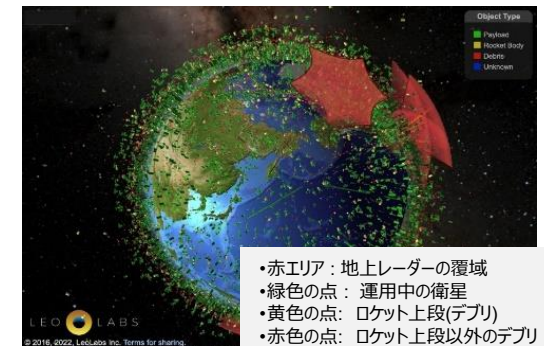 Object Type
Payload
Rocket Body
Debris
Unknown
•赤エリア：地上レーダーの覆域
•緑色の点： 運用中の衛星
•黄色の点： ロケット上段(デブリ)
•赤色の点： ロケット上段以外のデブリ
LEO LABS
© 2016, 2022, LeoLabs Inc. Terms for sharing.